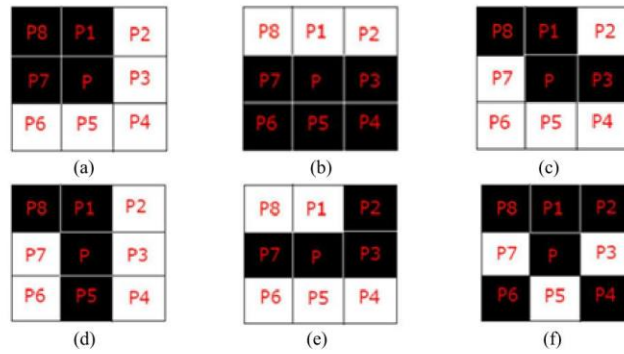 P8 P1 P2 P8 P1 P2 P8 P1 P2
P7 P P3 P7 P P3 P7 P P3
P6 P5 P4 P6 P5 P4 P6 P5 P4
(a) (b) (c)
P8 P1 P2 P8 P1 P2 P8 P1 P2
P7 P P3 P7 P P3 P7 P P3
P6 P5 P4 P6 P5 P4 P6 P5 P4
(d) (e) (f)